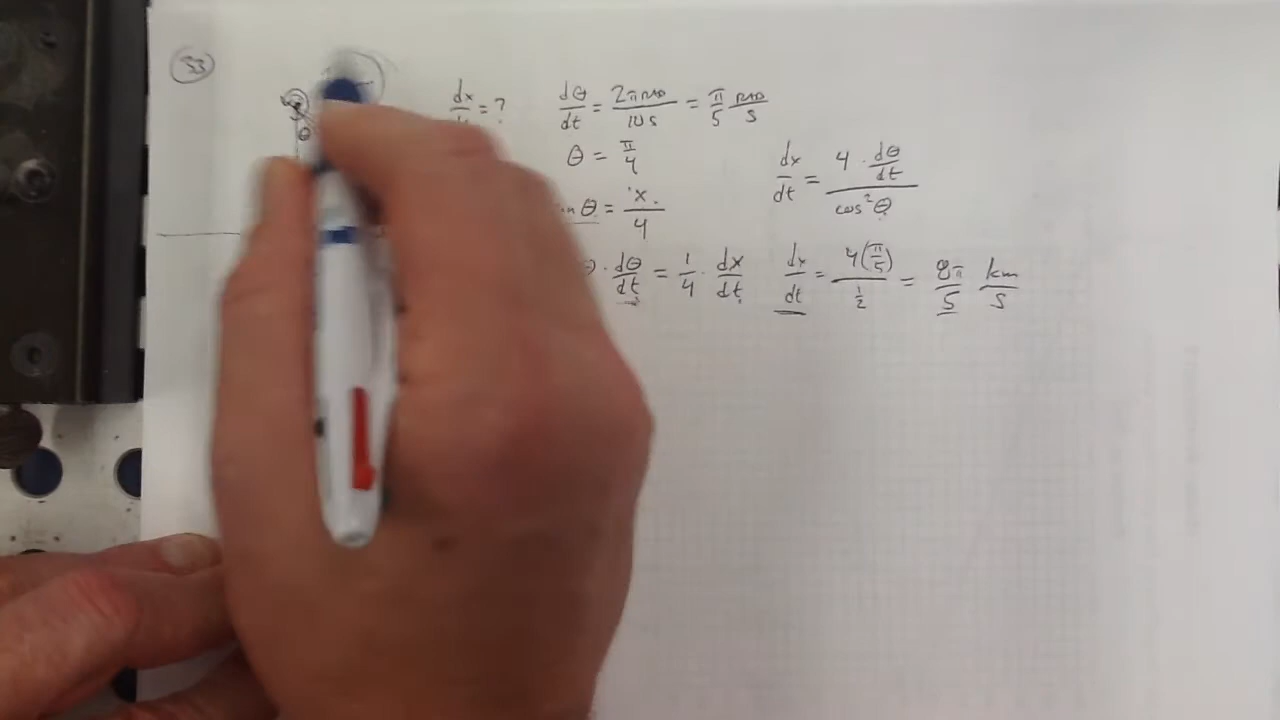 33
dx/dt = ? dθ/dt = 2π RAD/10 s = π/5 RAD/s
θ
θ = π/4
dx/dt = 4 · dθ/dt / cos²θ
θ = x/4
· dθ/dt = 1/4 · dx/dt
dx/dt = 4(π/5) / 1/2 = 8π/5 km/s